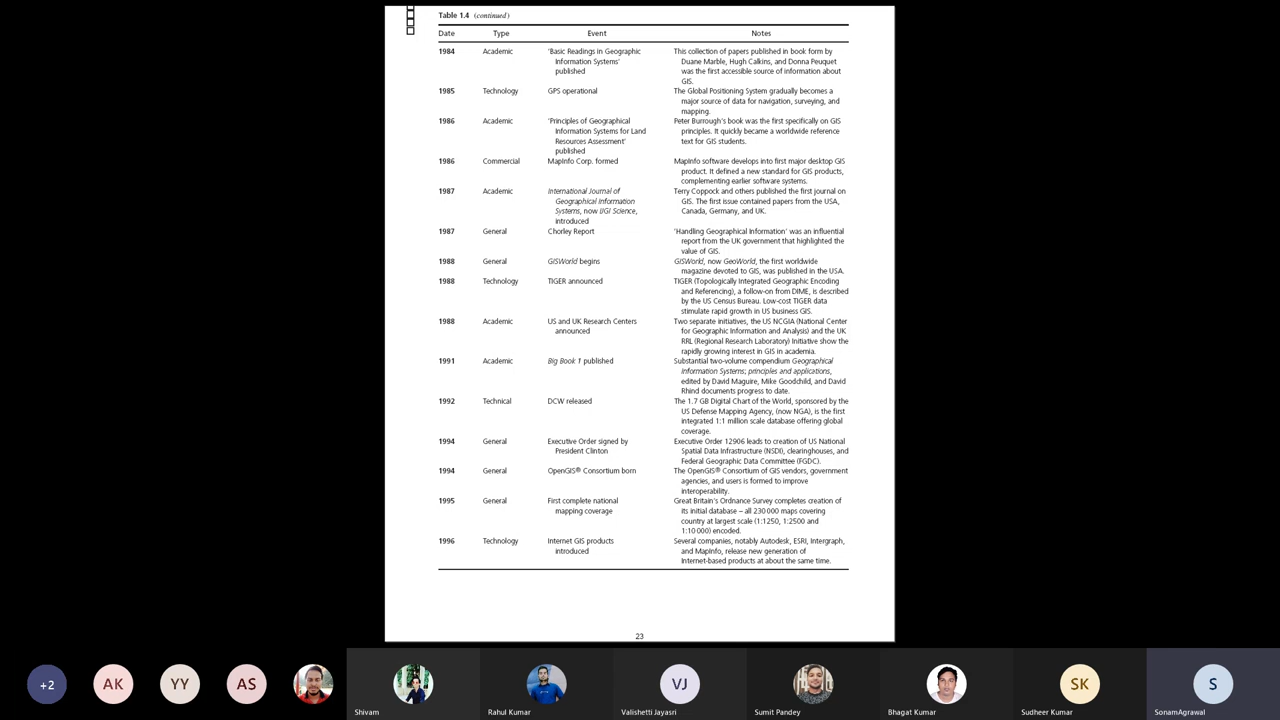 Table 1.4 (continued)
Date Type Event Notes
1984 Academic 'Basic Readings in Geographic This collection of papers published in book form by
Information Systems' Duane Marble, Hugh Calkins, and Donna Peuquet
published was the first accessible source of information about
GIS.
1985 Technology GPS operational The Global Positioning System gradually becomes a
major source of data for navigation, surveying, and
mapping.
1986 Academic 'Principles of Geographical Peter Burrough's book was the first specifically on GIS
Information Systems for Land principles. It quickly became a worldwide reference
Resources Assessment' text for GIS students.
published
1986 Commercial MapInfo Corp. formed MapInfo software develops into first major desktop GIS
product. It defined a new standard for GIS products,
complementing earlier software systems.
1987 Academic International Journal of Terry Coppock and others published the first journal on
Geographical Information GIS. The first issue contained papers from the USA,
Systems, now IJGI Science, Canada, Germany, and UK.
introduced
1987 General Chorley Report 'Handling Geographical Information' was an influential
report from the UK government that highlighted the
value of GIS.
1988 General GISWorld begins GISWorld, now GeoWorld, the first worldwide
magazine devoted to GIS, was published in the USA.
1988 Technology TIGER announced TIGER (Topologically Integrated Geographic Encoding
and Referencing), a follow-on from DIME, is described
by the US Census Bureau. Low-cost TIGER data
stimulate rapid growth in US business GIS.
1988 Academic US and UK Research Centers Two separate initiatives, the US NCGIA (National Center
announced for Geographic Information and Analysis) and the UK
RRL (Regional Research Laboratory) Initiative show the
rapidly growing interest in GIS in academia.
1991 Academic Big Book 1 published Substantial two-volume compendium Geographical
Information Systems; principles and applications,
edited by David Maguire, Mike Goodchild, and David
Rhind documents progress to date.
1992 Technical DCW released The 1.7 GB Digital Chart of the World, sponsored by the
US Defense Mapping Agency, (now NGA), is the first
integrated 1:1 million scale database offering global
coverage.
1994 General Executive Order signed by Executive Order 12906 leads to creation of US National
President Clinton Spatial Data Infrastructure (NSDI), clearinghouses, and
Federal Geographic Data Committee (FGDC).
1994 General OpenGIS® Consortium born The OpenGIS® Consortium of GIS vendors, government
agencies, and users is formed to improve
interoperability.
1995 General First complete national Great Britain's Ordnance Survey completes creation of
mapping coverage its initial database – all 230 000 maps covering
country at largest scale (1:1250, 1:2500 and
1:10 000) encoded.
1996 Technology Internet GIS products Several companies, notably Autodesk, ESRI, Intergraph,
introduced and MapInfo, release new generation of
Internet-based products at about the same time.
23
+2 AK YY AS VJ SK S
Shivam Rahul Kumar Valishetti Jayasri Sumit Pandey Bhagat Kumar Sudheer Kumar SonamAgrawal